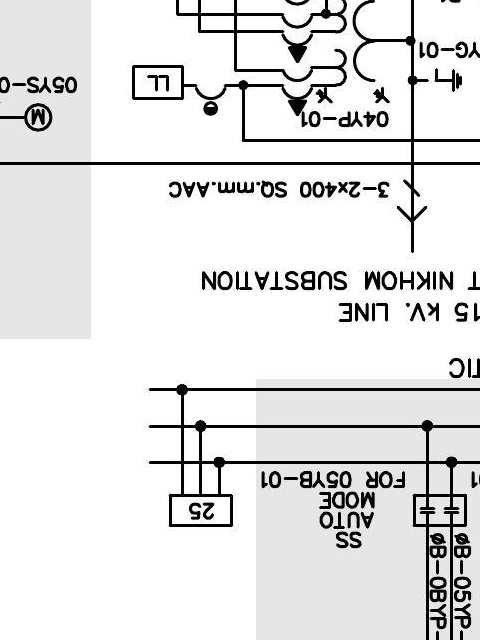 øB-05YP-
øB-0BYP-
SS
AUTO
MODE
FOR 05YB-01
25
TIC
15 kV. LINE
T NIKHOM SUBSTATION
3-2x400 SQ.mm.AAC
04YP-01
M
05YS-0
LL
YG-01